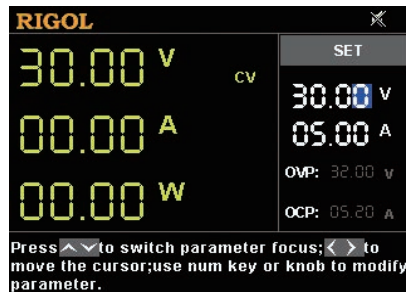 RIGOL
30.00 V CV
00.00 A
00.00 W
SET
30.00 V
05.00 A
OVP: 32.00 V
OCP: 05.20 A
Press to switch parameter focus; to
move the cursor;use num key or knob to modify
parameter.